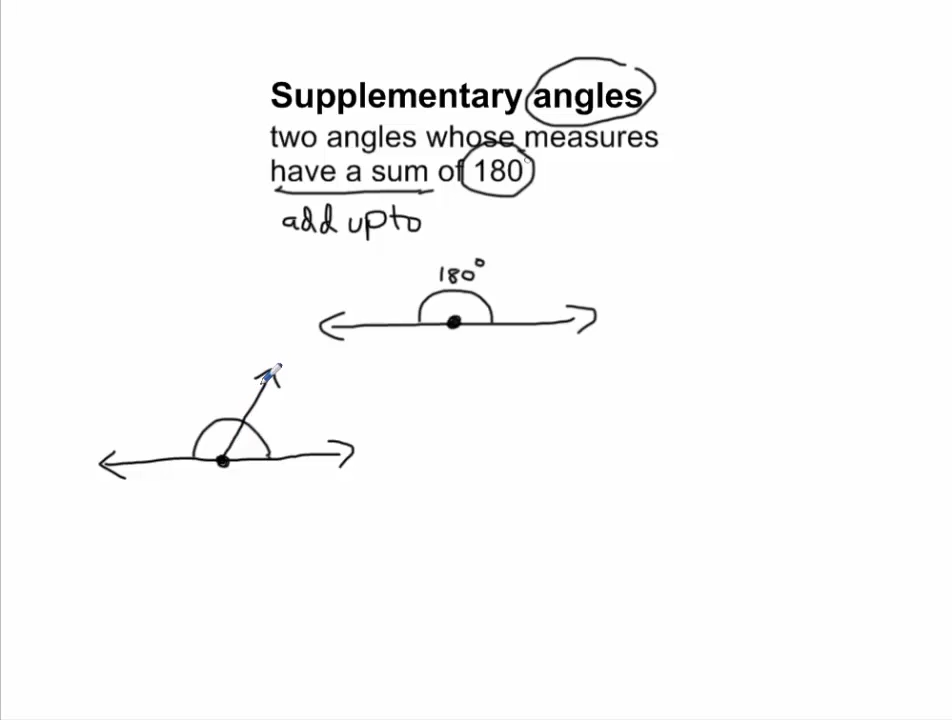 Supplementary angles
two angles whose measures
have a sum of 180°
add up to
180°